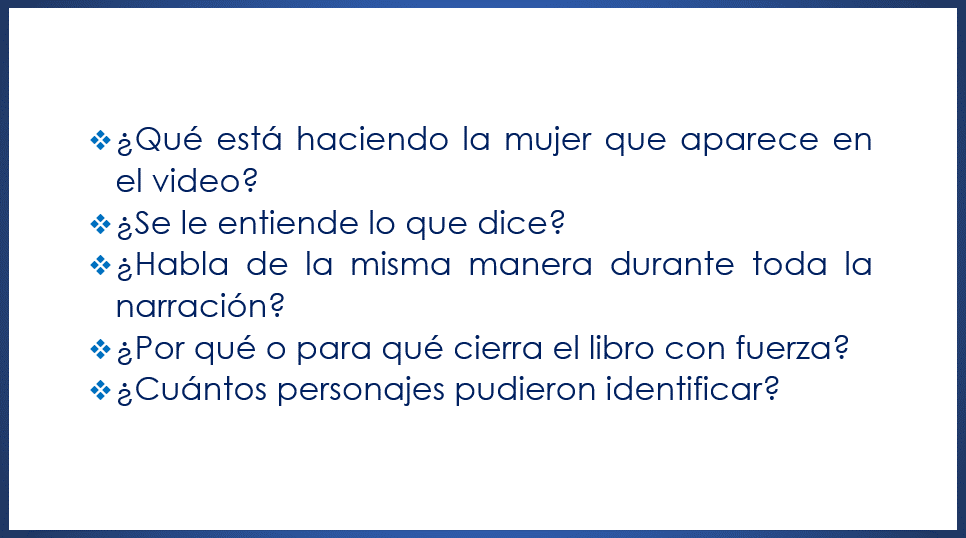 ❖¿Qué está haciendo la mujer que aparece en
el video?
❖¿Se le entiende lo que dice?
❖¿Habla de la misma manera durante toda la
narración?
❖¿Por qué o para qué cierra el libro con fuerza?
❖¿Cuántos personajes pudieron identificar?